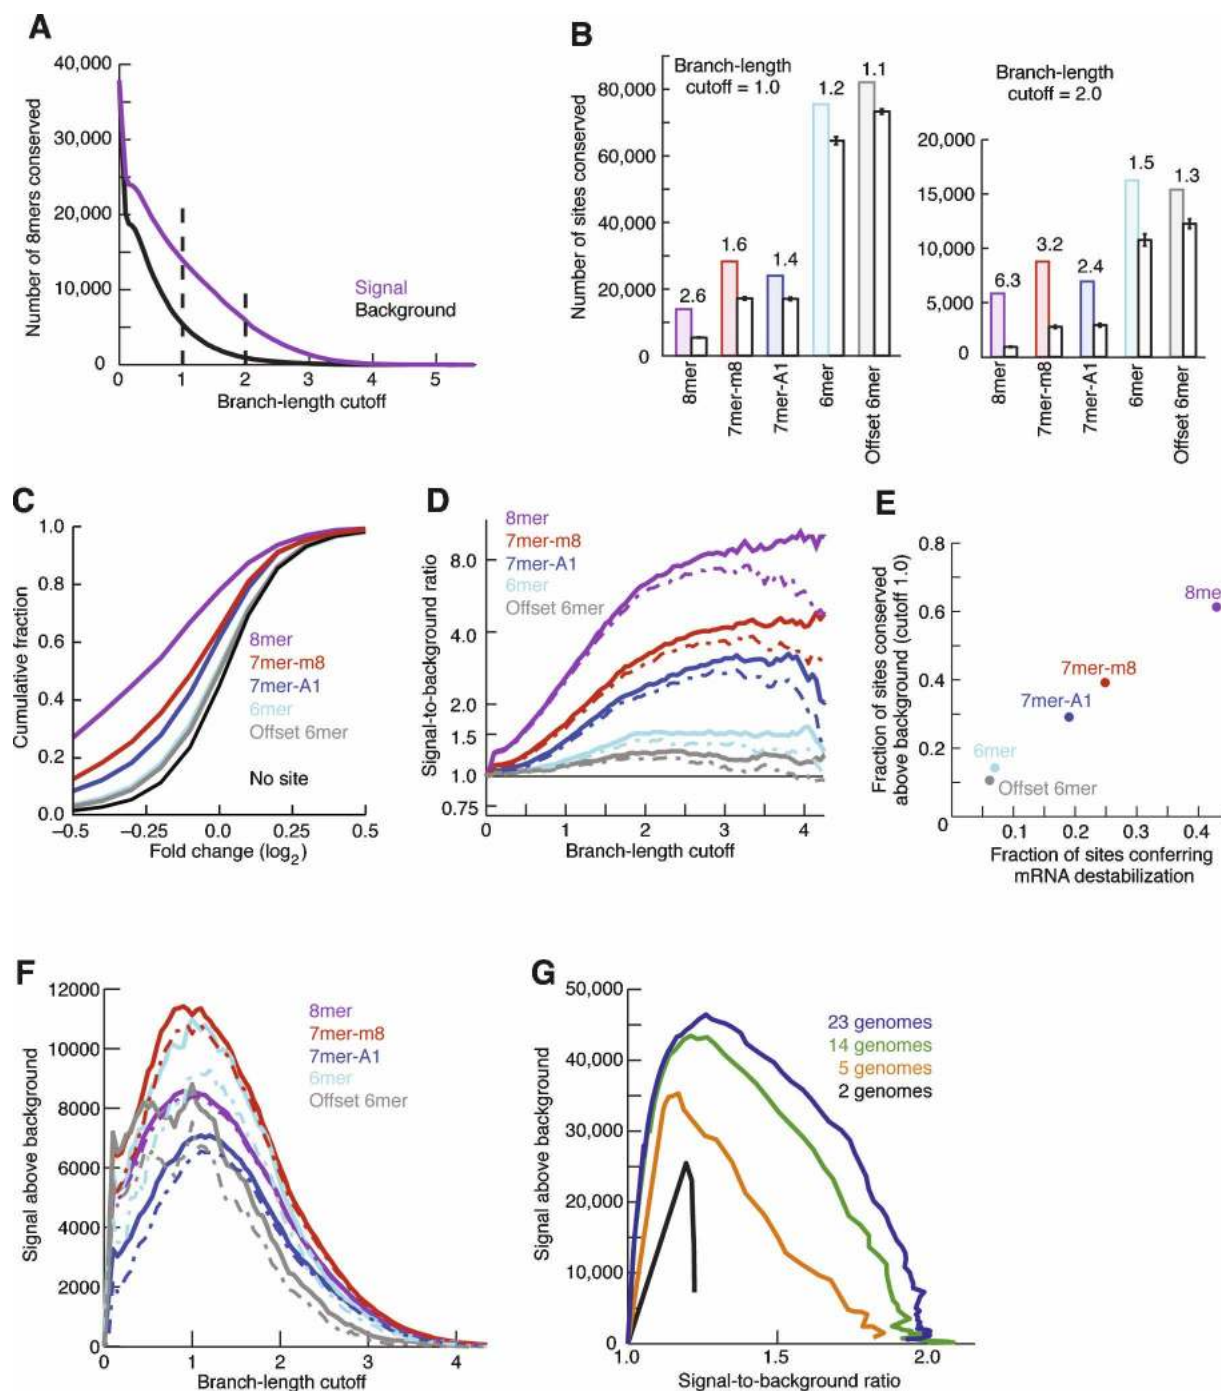 A
40,000
30,000
20,000
10,000
0
Number of 8mers conserved
Signal
Background
0 1 2 3 4 5
Branch-length cutoff
B
Branch-length
cutoff = 1.0
80,000
60,000
40,000
20,000
0
Number of sites conserved
2.6
1.6
1.4
1.2
1.1
8mer
7mer-m8
7mer-A1
6mer
Offset 6mer
Branch-length
cutoff = 2.0
20,000
15,000
10,000
5,000
0
6.3
3.2
2.4
1.5
1.3
8mer
7mer-m8
7mer-A1
6mer
Offset 6mer
C
1.0
0.8
0.6
0.4
0.2
0.0
Cumulative fraction
8mer
7mer-m8
7mer-A1
6mer
Offset 6mer
No site
−0.5 −0.25 0.0 0.25 0.5
Fold change (log2)
D
8mer
7mer-m8
7mer-A1
6mer
Offset 6mer
8.0
4.0
2.0
1.5
1.0
0.75
Signal-to-background ratio
0 1 2 3 4
Branch-length cutoff
E
0.8
0.6
0.4
0.2
0
Fraction of sites conserved
above background (cutoff 1.0)
8me
7mer-m8
7mer-A1
6mer
Offset 6mer
0.1 0.2 0.3 0.4
Fraction of sites conferring
mRNA destabilization
F
12000
10000
8000
6000
4000
2000
0
Signal above background
8mer
7mer-m8
7mer-A1
6mer
Offset 6mer
0 1 2 3 4
Branch-length cutoff
G
50,000
40,000
30,000
20,000
10,000
0
Signal above background
23 genomes
14 genomes
5 genomes
2 genomes
1.0 1.5 2.0
Signal-to-background ratio